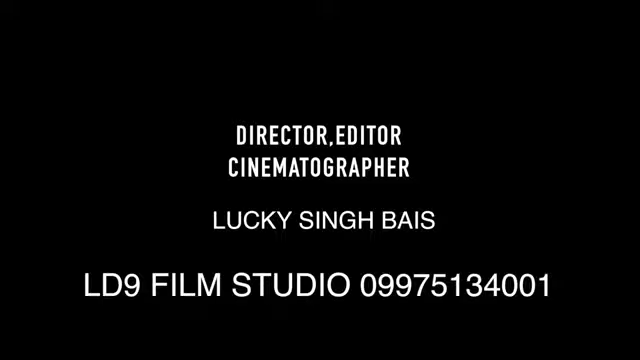 DIRECTOR,EDITOR
CINEMATOGRAPHER
LUCKY SINGH BAIS
LD9 FILM STUDIO 09975134001